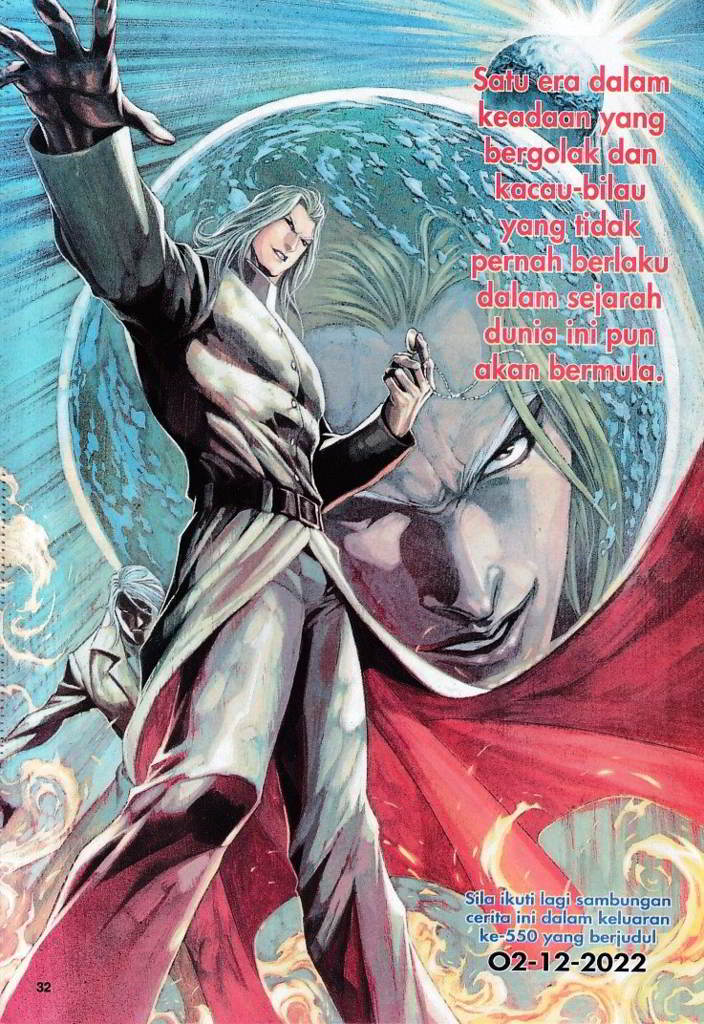 Satu era dalam
keadaan yang
bergolak dan
kacau-bilau
yang tidak
pernah berlaku
dalam sejarah
dunia ini pun
akan bermula.
Sila ikuti lagi sambungan
cerita ini dalam keluaran
ke-550 yang berjudul
02-12-2022
32